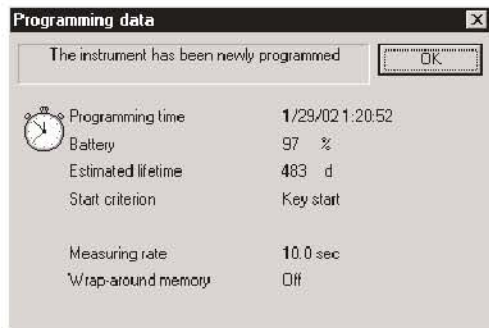 Programming data
The instrument has been newly programmed
OK
Programming time 1/29/02 1:20:52
Battery 97 %
Estimated lifetime 483 d
Start criterion Key start
Measuring rate 10.0 sec
Wrap-around memory Off